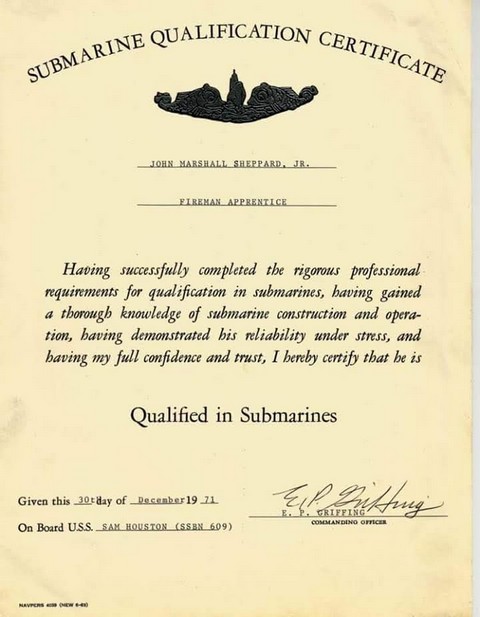 SUBMARINE QUALIFICATION CERTIFICATE
JOHN MARSHALL SHEPPARD, JR.
FIREMAN APPRENTICE
Having successfully completed the rigorous professional
requirements for qualification in submarines, having gained
a thorough knowledge of submarine construction and opera-
tion, having demonstrated his reliability under stress, and
having my full confidence and trust, I hereby certify that he is
Qualified in Submarines
Given this 30th day of December 19 71
E.P. Griffing
On Board U.S.S. SAM HOUSTON (SSBN 609)
E. P. GRIFFING
COMMANDING OFFICER
NAVPERS (NEW 6-62)